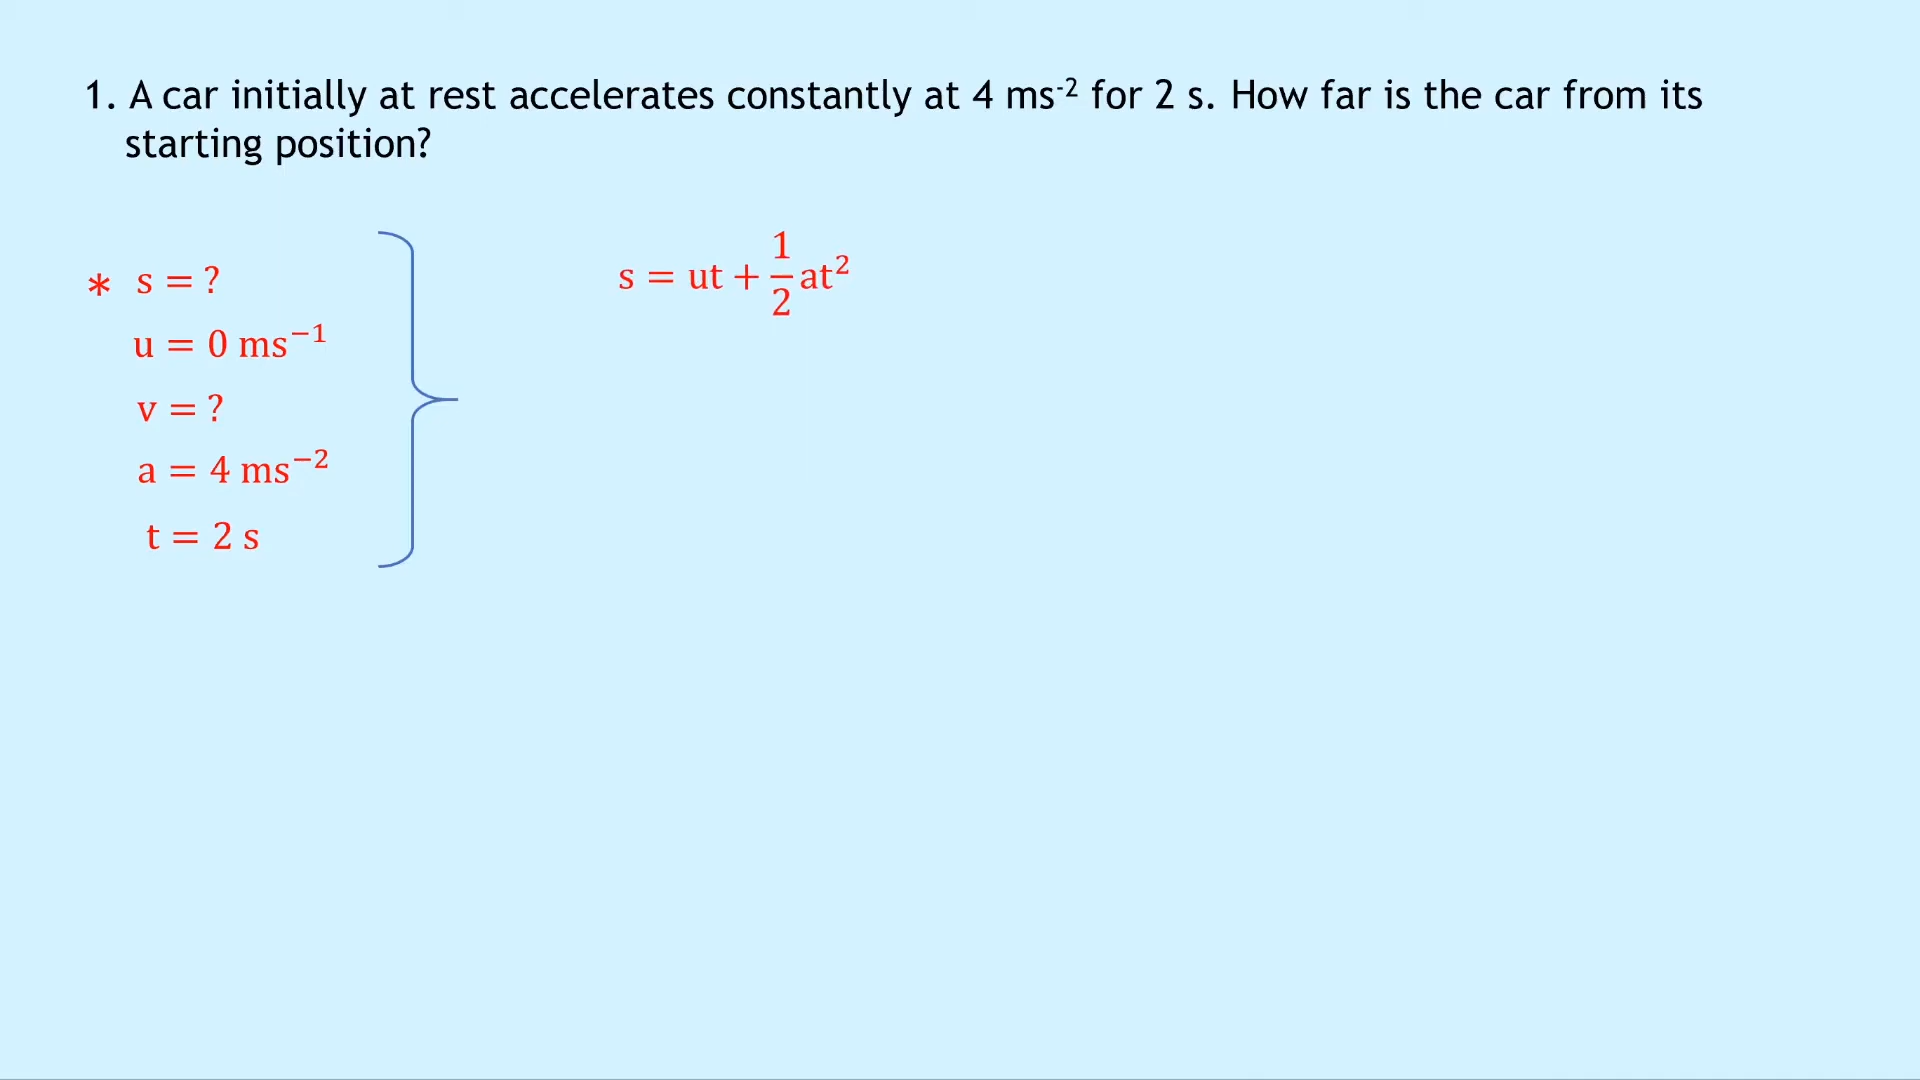 1. A car initially at rest accelerates constantly at 4 ms⁻² for 2 s. How far is the car from its
starting position?
* s = ?
u = 0 ms⁻¹
v = ?
a = 4 ms⁻²
t = 2 s
s = ut + 1/2 at²